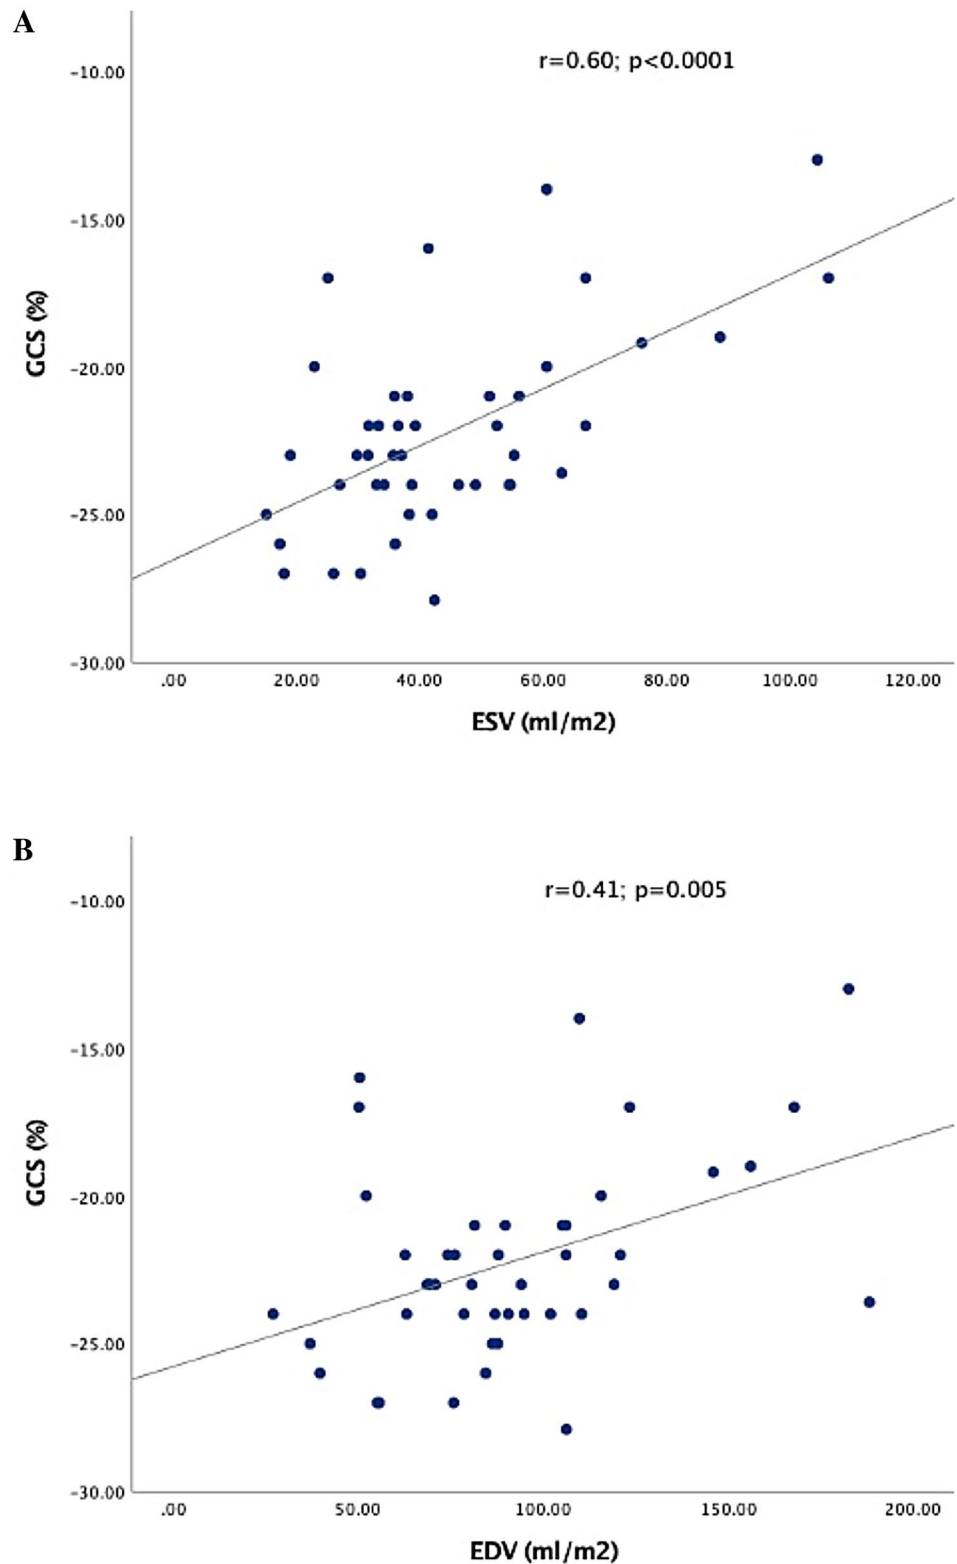 A
r=0.60; p<0.0001
-10.00
-15.00
-20.00
-25.00
-30.00
GCS (%)
.00 20.00 40.00 60.00 80.00 100.00 120.00
ESV (ml/m2)
B
r=0.41; p=0.005
-10.00
-15.00
-20.00
-25.00
-30.00
GCS (%)
.00 50.00 100.00 150.00 200.00
EDV (ml/m2)